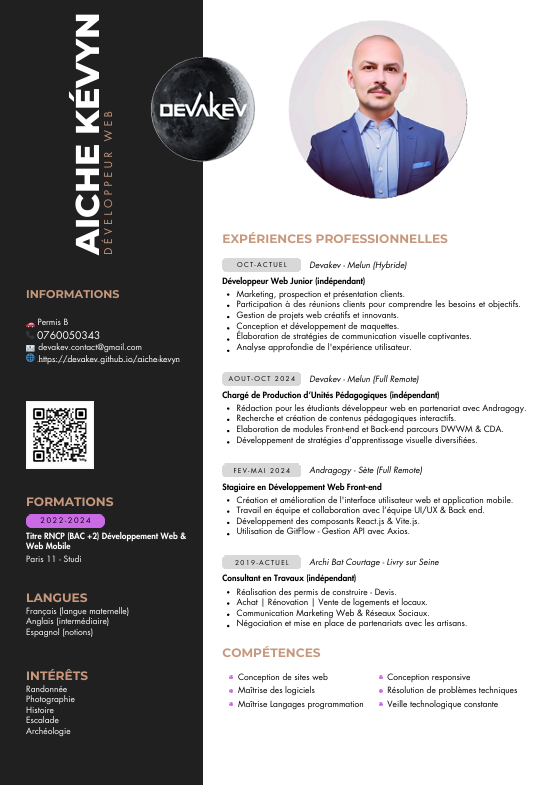 AICHE KÉVYN
DÉVELOPPEUR WEB
DEVAKEV
INFORMATIONS
Permis B
0760050343
devakev.contact@gmail.com
https://devakev.github.io/aiche-kevyn
FORMATIONS
2022-2024
Titre RNCP (BAC +2) Développement Web &
Web Mobile
Paris 11 - Studi
LANGUES
Français (langue maternelle)
Anglais (intermédiaire)
Espagnol (notions)
INTÉRÊTS
Randonnée
Photographie
Histoire
Escalade
Archéologie
EXPÉRIENCES PROFESSIONNELLES
OCT-ACTUEL Devakev - Melun (Hybride)
Développeur Web Junior (indépendant)
• Marketing, prospection et présentation clients.
• Participation à des réunions clients pour comprendre les besoins et objectifs.
• Gestion de projets web créatifs et innovants.
• Conception et développement de maquettes.
• Élaboration de stratégies de communication visuelle captivantes.
• Analyse approfondie de l'expérience utilisateur.
AOUT-OCT 2024 Devakev - Melun (Full Remote)
Chargé de Production d'Unités Pédagogiques (indépendant)
• Rédaction pour les étudiants développeur web en partenariat avec Andragogy.
• Recherche et création de contenus pédagogiques interactifs.
• Elaboration de modules Front-end et Back-end parcours DWWM & CDA.
• Développement de stratégies d'apprentissage visuelle diversifiées.
FEV-MAI 2024 Andragogy - Sète (Full Remote)
Stagiaire en Développement Web Front-end
• Création et amélioration de l'interface utilisateur web et application mobile.
• Travail en équipe et collaboration avec l'équipe UI/UX & Back end.
• Développement des composants React.js & Vite.js.
• Utilisation de GitFlow - Gestion API avec Axios.
2019-ACTUEL Archi Bat Courtage - Livry sur Seine
Consultant en Travaux (indépendant)
• Réalisation des permis de construire - Devis.
• Achat | Rénovation | Vente de logements et locaux.
• Communication Marketing Web & Réseaux Sociaux.
• Négociation et mise en place de partenariats avec les artisans.
COMPÉTENCES
Conception de sites web
Maîtrise des logiciels
Maîtrise Langages programmation
Conception responsive
Résolution de problèmes techniques
Veille technologique constante